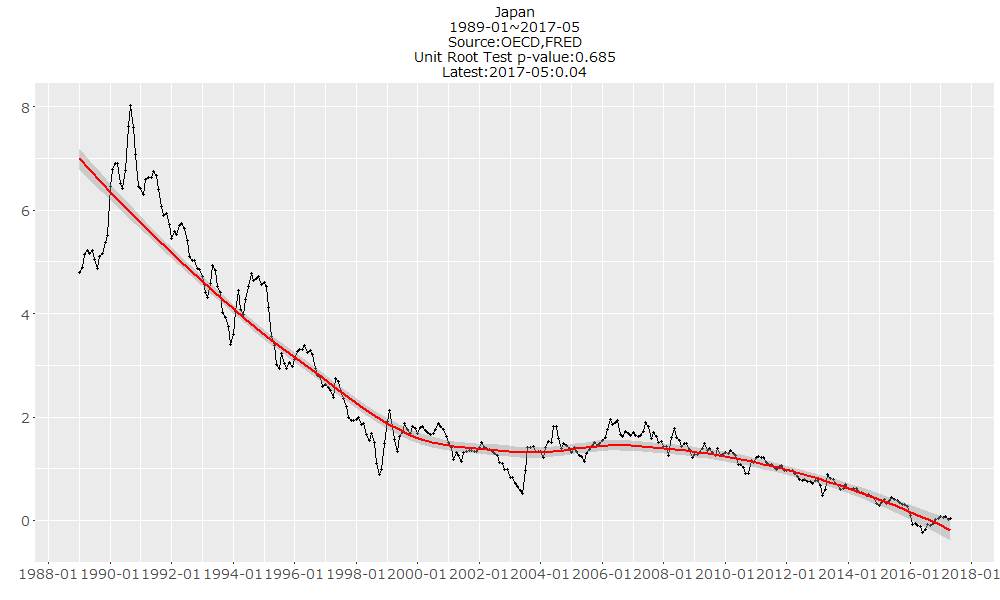 Japan
1989-01~2017-05
Source:OECD,FRED
Unit Root Test p-value:0.685
Latest:2017-05:0.04
8
6
4
2
0
1988-01 1990-01 1992-01 1994-01 1996-01 1998-01 2000-01 2002-01 2004-01 2006-01 2008-01 2010-01 2012-01 2014-01 2016-01 2018-01